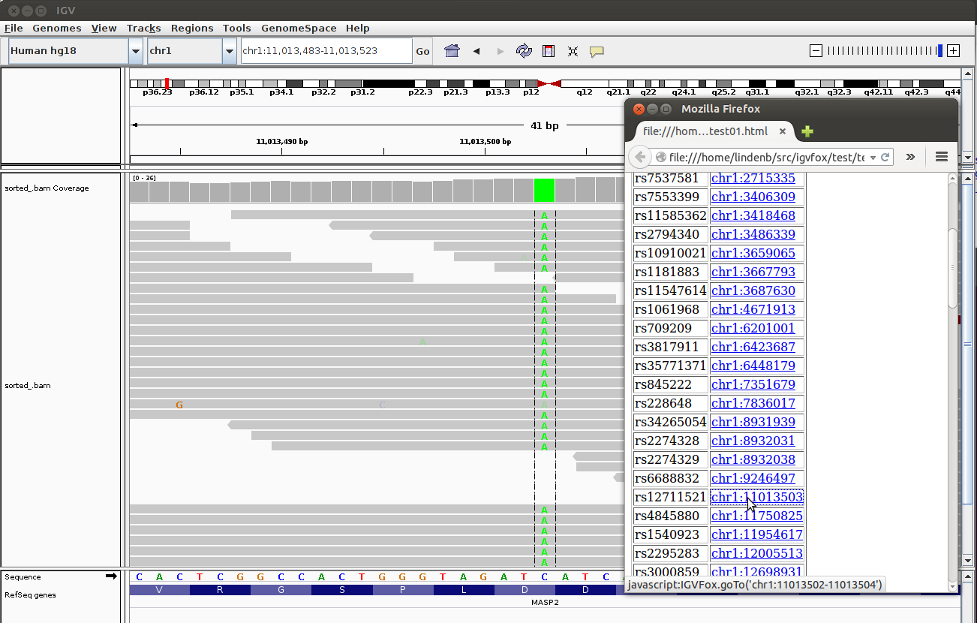 IGV
File Genomes View Tracks Regions Tools GenomeSpace Help
Human hg18 chr1 chr1:11,013,483-11,013,523 Go
p36.23 p36.12 p35.1 p34.1 p32.2 p31.2 p22.3 p21.3 p13.3 p12 q12 q21.1 q22 q24.1 q25.2 q31.1 q32.1 q32.3 q42.11 q42.3 q44
41 bp
11,013,490 bp 11,013,500 bp
[0 - 26]
sorted_.bam Coverage
A
A
A
A
A A
A
A
A
A
A
A
A A
A
A
A
A
A
G C
A
A
A
A
sorted_.bam
A
A
A
A
A
Sequence
C A C T C G G C C A C T G G G T A G A T C A T C
RefSeq genes
V R G S P L D D
MASP2
Mozilla Firefox
file:///hom...test01.html
file:///home/lindenb/src/igvfox/test/te
rs7537581 chr1:2715335
rs7553399 chr1:3406309
rs11585362 chr1:3418468
rs2794340 chr1:3486339
rs10910021 chr1:3659065
rs1181883 chr1:3667793
rs11547614 chr1:3687630
rs1061968 chr1:4671913
rs709209 chr1:6201001
rs3817911 chr1:6423687
rs35771371 chr1:6448179
rs845222 chr1:7351679
rs228648 chr1:7836017
rs34265054 chr1:8931939
rs2274328 chr1:8932031
rs2274329 chr1:8932038
rs6688832 chr1:9246497
rs12711521 chr1:11013503
rs4845880 chr1:11750825
rs1540923 chr1:11954617
rs2295283 chr1:12005513
rs3000859 chr1:12698931
javascript:IGVFox.goTo('chr1:11013502-11013504')